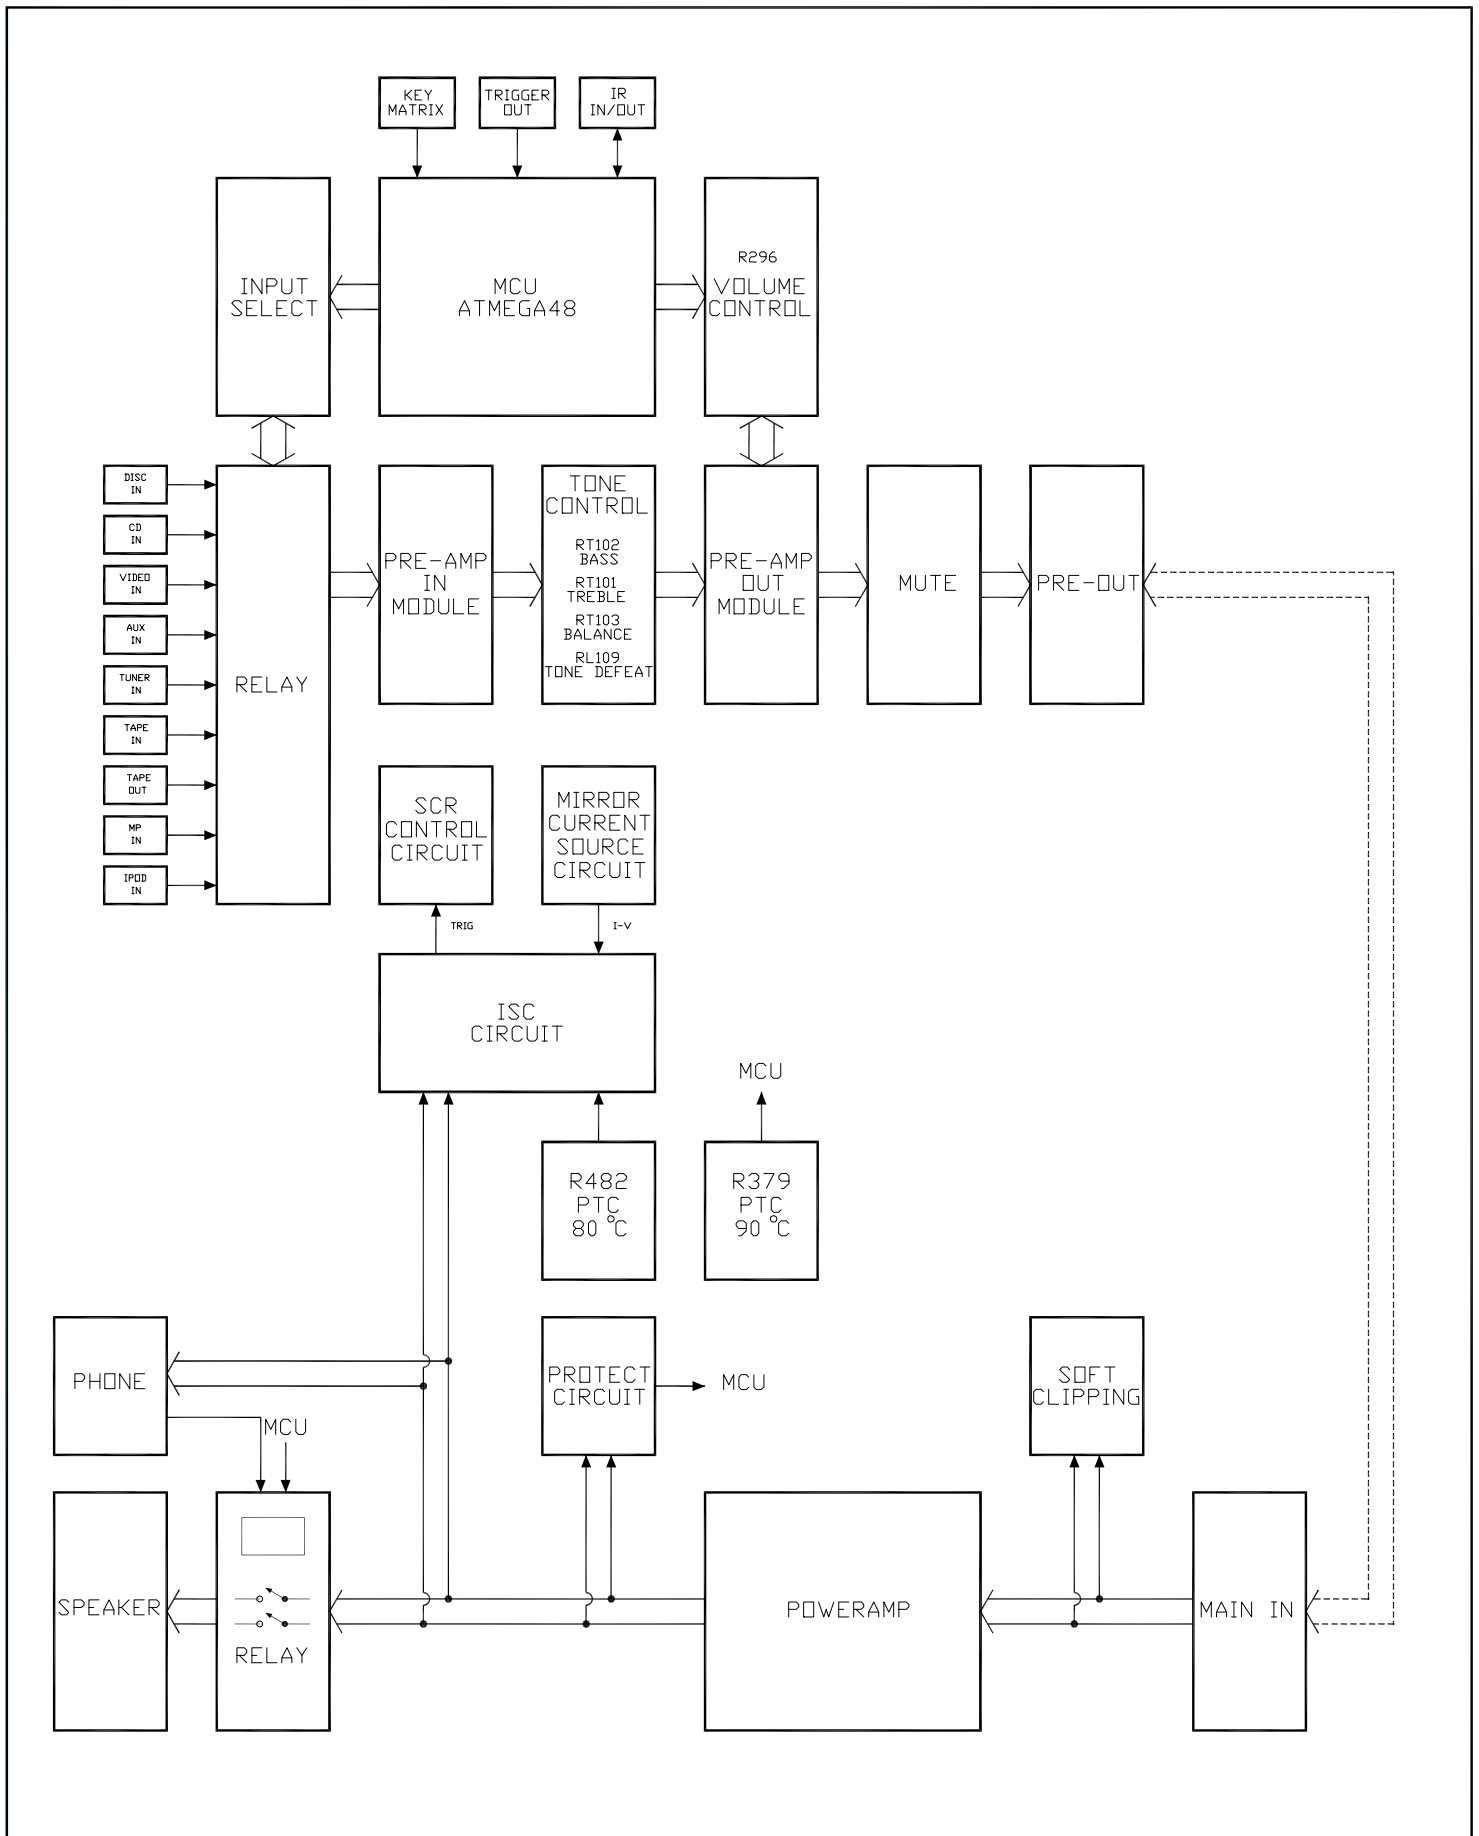 KEY
MATRIX
TRIGGER
OUT
IR
IN/OUT
INPUT
SELECT
MCU
ATMEGA48
R296
VOLUME
CONTROL
DISC
IN
CD
IN
VIDEO
IN
AUX
IN
TUNER
IN
TAPE
IN
TAPE
OUT
MP
IN
IPOD
IN
RELAY
PRE-AMP
IN
MODULE
TONE
CONTROL
RT102
BASS
RT101
TREBLE
RT103
BALANCE
RL109
TONE DEFEAT
PRE-AMP
OUT
MODULE
MUTE
PRE-OUT
SCR
CONTROL
CIRCUIT
MIRROR
CURRENT
SOURCE
CIRCUIT
TRIG
I-V
ISC
CIRCUIT
MCU
R482
PTC
80 °C
R379
PTC
90 °C
PHONE
MCU
PROTECT
CIRCUIT
MCU
SOFT
CLIPPING
SPEAKER
RELAY
POWERAMP
MAIN IN